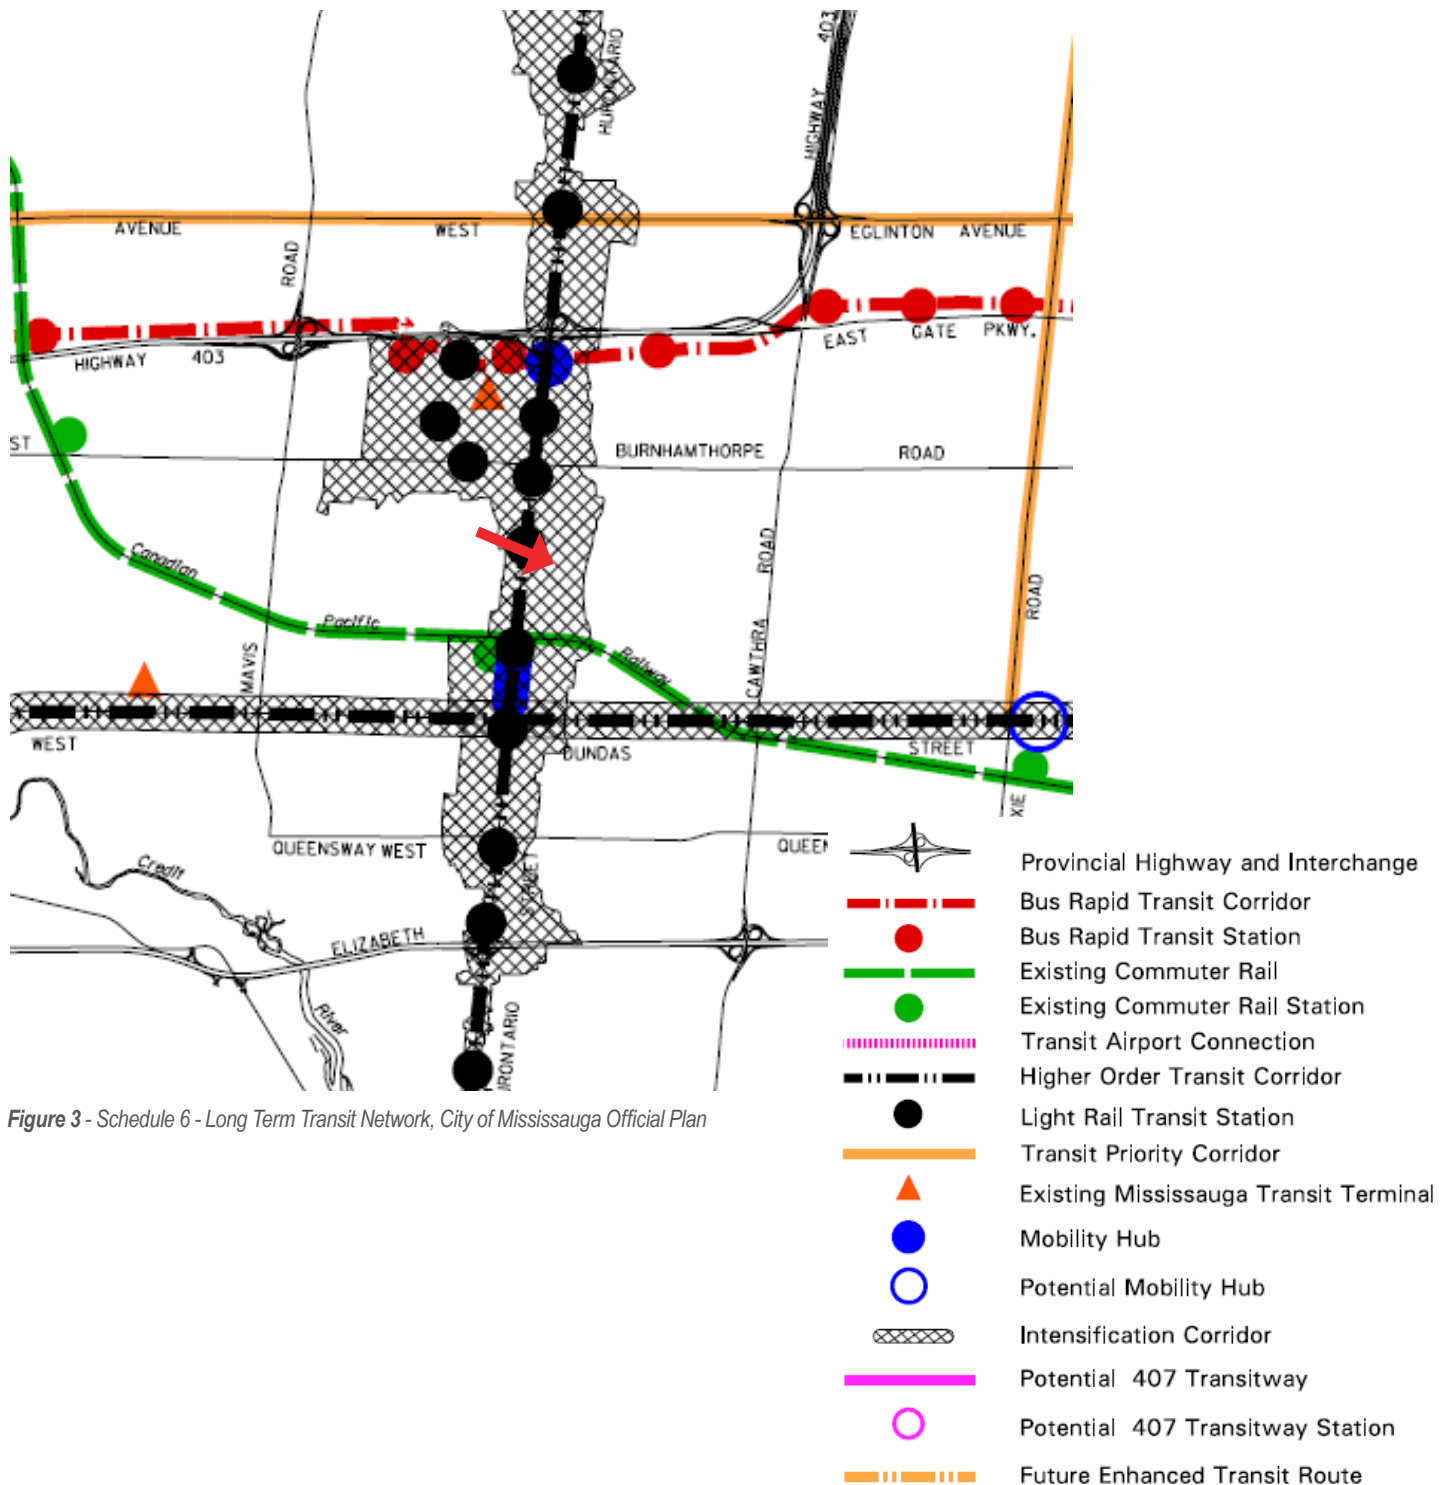 403
HURONTARIO
HIGHWAY
AVENUE
WEST
EGLINTON AVENUE
ROAD
EAST GATE PKWY.
HIGHWAY 403
ST
BURNHAMTHORPE ROAD
Canadian
ROAD
ROAD
Pacific
Railway
MAVIS
CAWTHRA
WEST
DUNDAS
STREET
XIE
QUEENSWAY WEST
QUEEN
Credit
STREET
ELIZABETH
River
IRONTARIO
Figure 3 - Schedule 6 - Long Term Transit Network, City of Mississauga Official Plan
Provincial Highway and Interchange
Bus Rapid Transit Corridor
Bus Rapid Transit Station
Existing Commuter Rail
Existing Commuter Rail Station
Transit Airport Connection
Higher Order Transit Corridor
Light Rail Transit Station
Transit Priority Corridor
Existing Mississauga Transit Terminal
Mobility Hub
Potential Mobility Hub
Intensification Corridor
Potential 407 Transitway
Potential 407 Transitway Station
Future Enhanced Transit Route